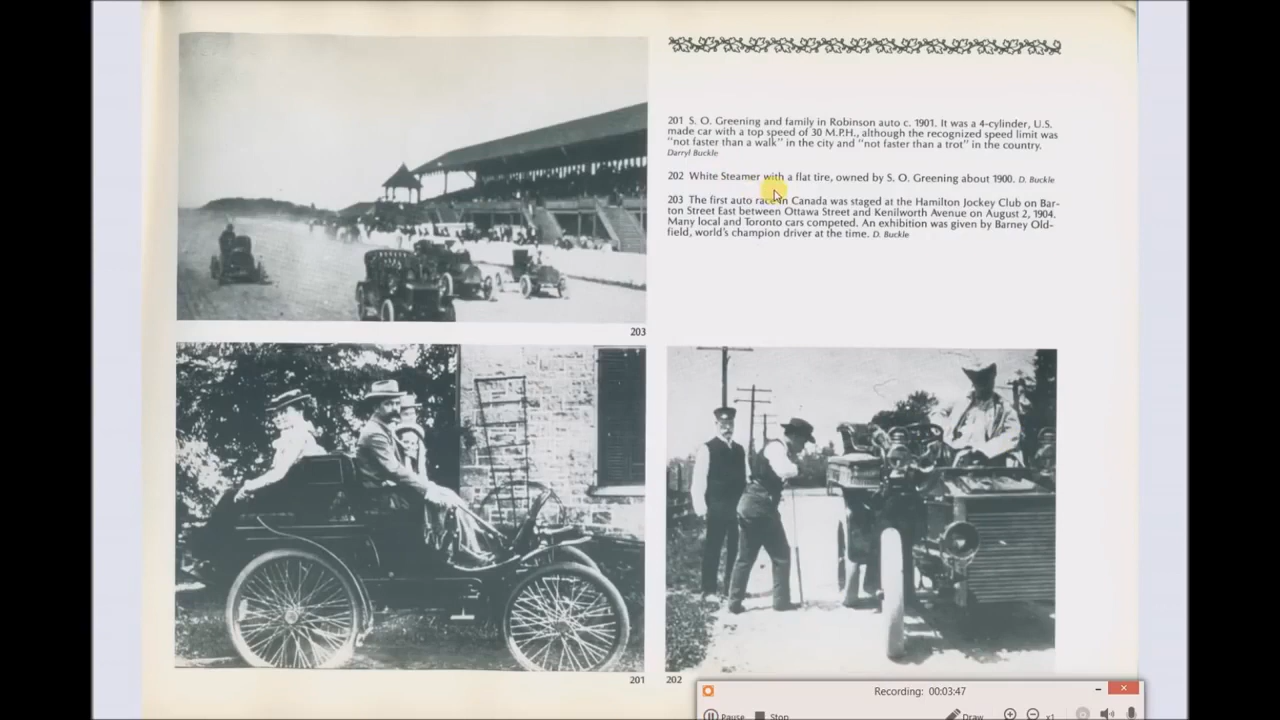 201 S. O. Greening and family in Robinson auto c. 1901. It was a 4-cylinder, U.S.
made car with a top speed of 30 M.P.H., although the recognized speed limit was
"not faster than a walk" in the city and "not faster than a trot" in the country.
Darryl Buckle
202 White Steamer with a flat tire, owned by S. O. Greening about 1900. D. Buckle
203 The first auto race in Canada was staged at the Hamilton Jockey Club on Bar-
ton Street East between Ottawa Street and Kenilworth Avenue on August 2, 1904.
Many local and Toronto cars competed. An exhibition was given by Barney Old-
field, world's champion driver at the time. D. Buckle
203
201
202
Recording: 00:03:47
Pause
Stop
Draw
x1